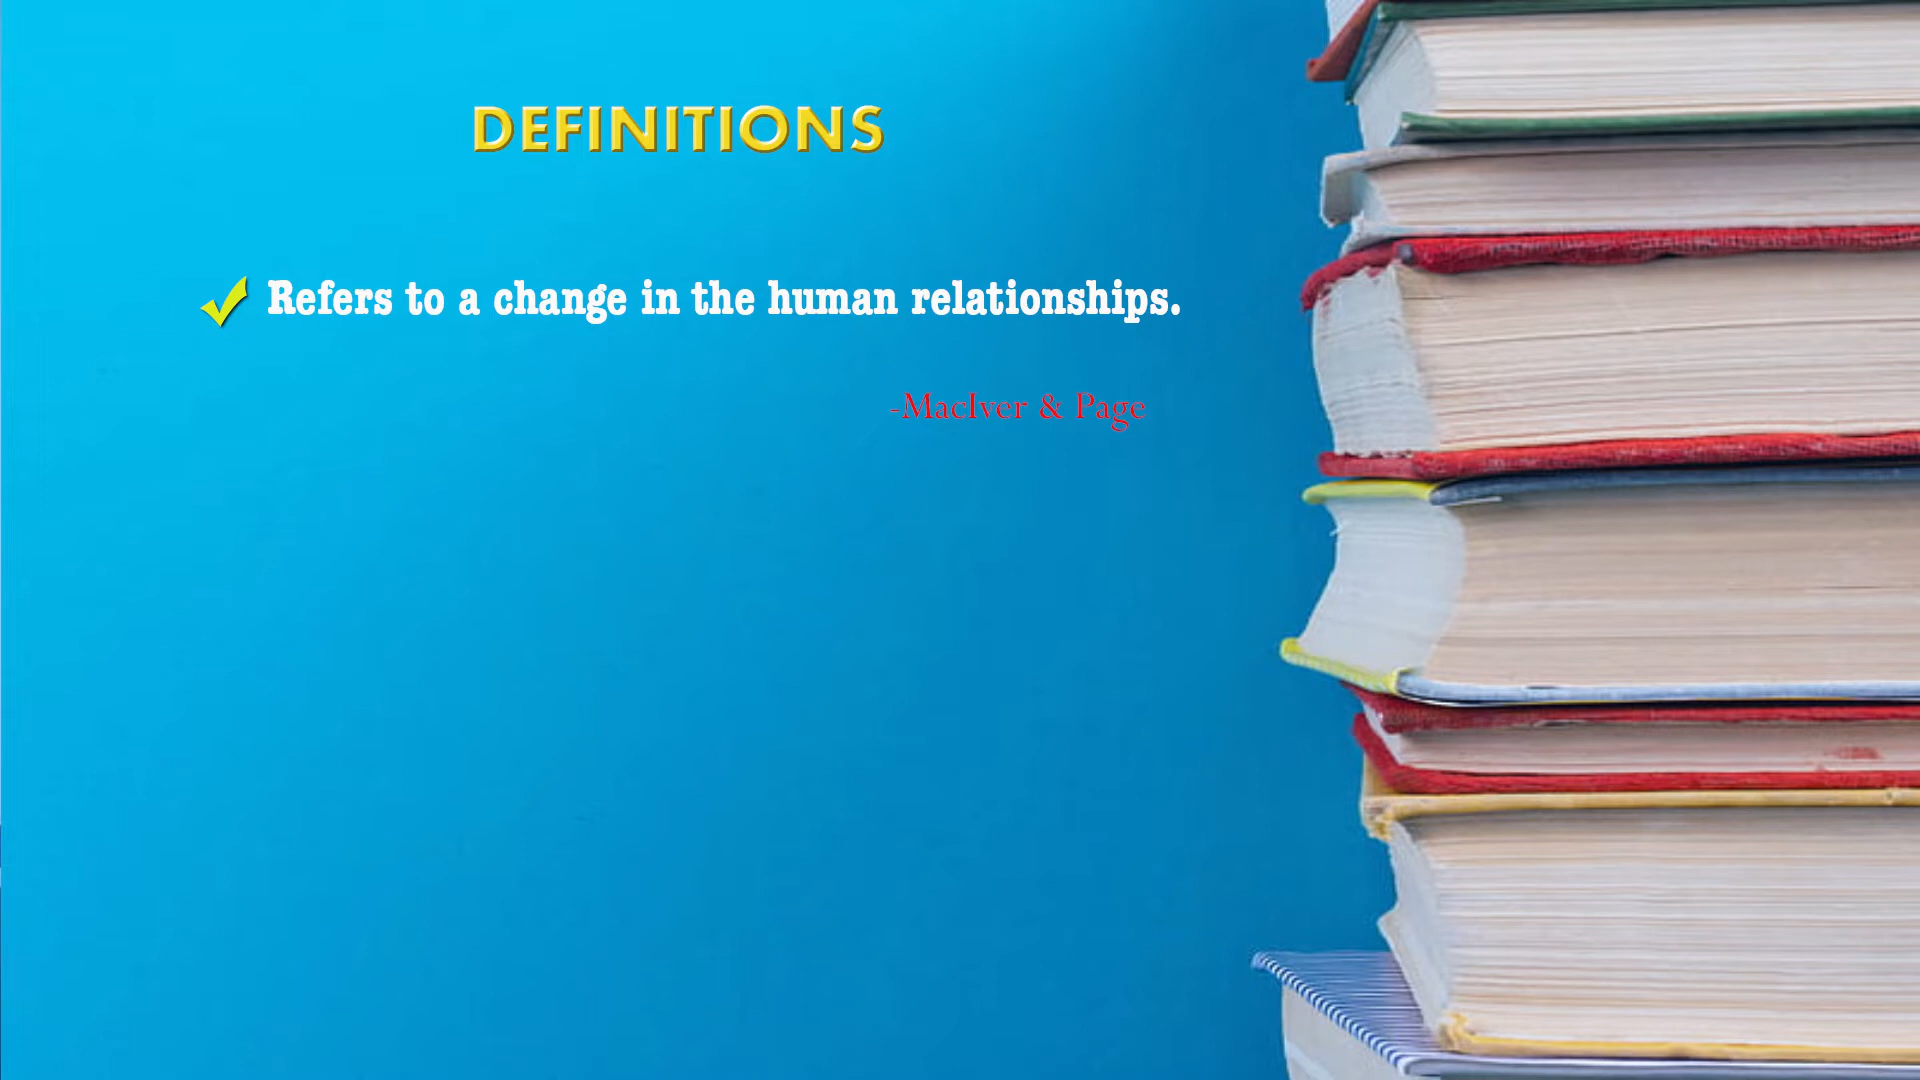 DEFINITIONS
Refers to a change in the human relationships.
-MacIver & Page